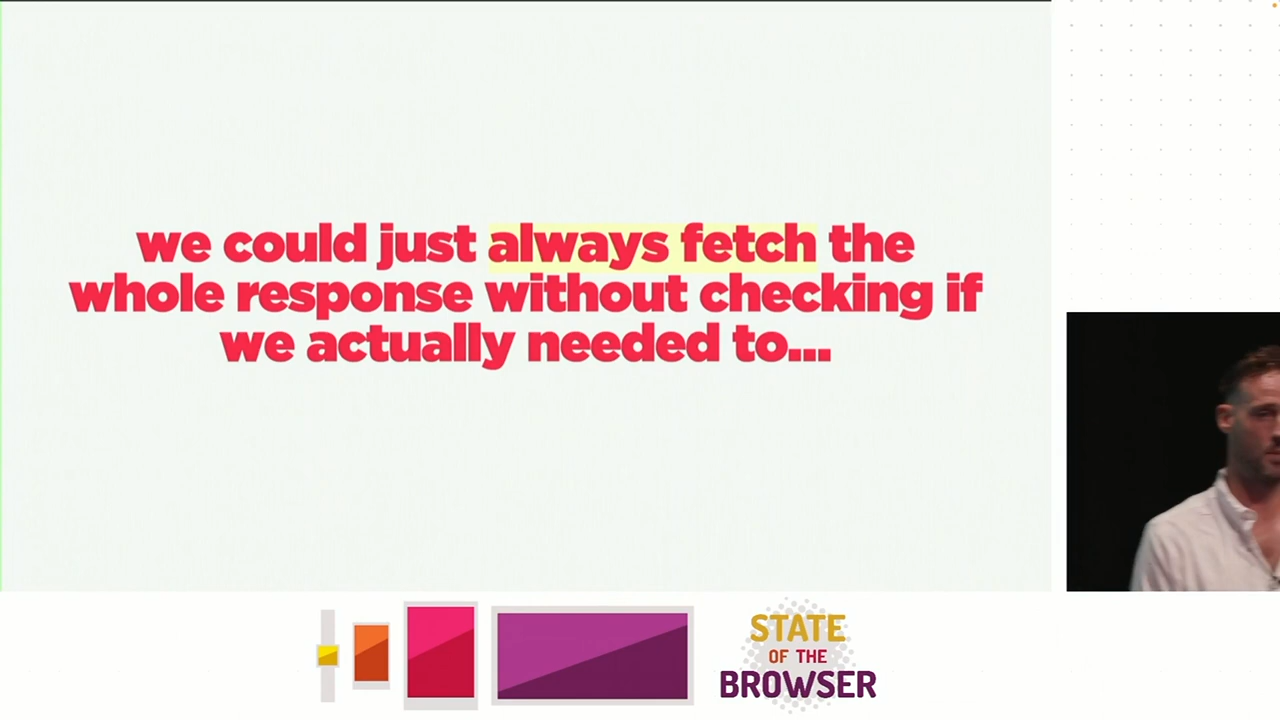 we could just always fetch the
whole response without checking if
we actually needed to...
STATE
OF THE
BROWSER